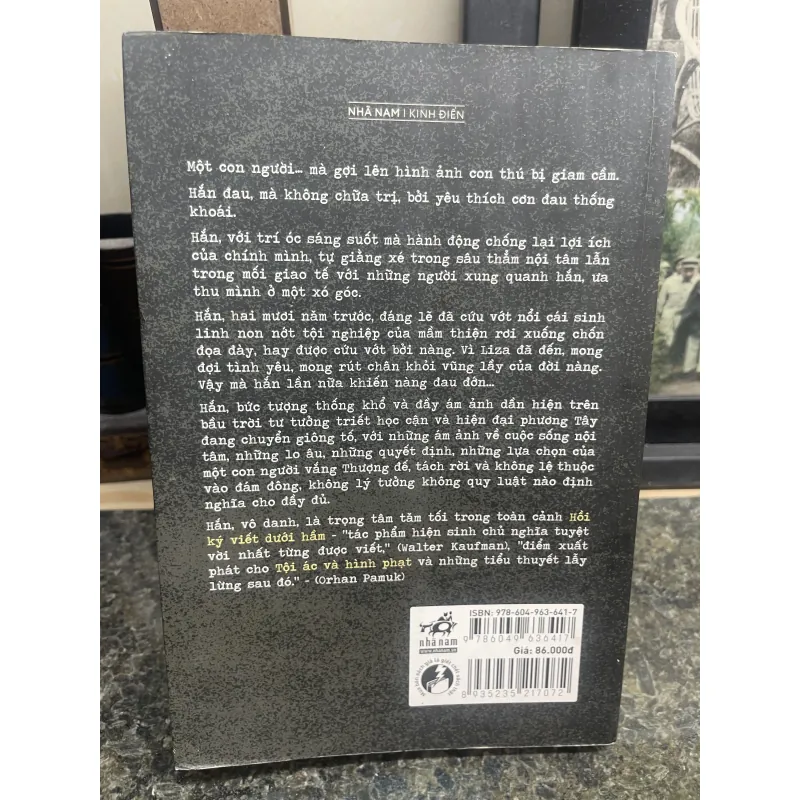 NHÃ NAM | KINH ĐIỂN
Một con người… mà gợi lên hình ảnh con thú bị giam cầm.
Hắn đau, mà không chữa trị, bởi yêu thích cơn đau thống
khoái.
Hắn, với trí óc sáng suốt mà hành động chống lại lợi ích
của chính mình, tự giằng xé trong sâu thẳm nội tâm lẫn
trong mối giao tế với những người xung quanh hắn, ưa
thu mình ở một xó góc.
Hắn, hai mươi năm trước, đáng lẽ đã cứu vớt nổi cái sinh
linh non nớt tội nghiệp của mầm thiện rơi xuống chốn
đọa đày, hay được cứu vớt bởi nàng. Vì Liza đã đến, mong
đợi tình yêu, mong rút chân khỏi vũng lầy của đời nàng.
Vậy mà hắn lần nữa khiến nàng đau đớn…
Hắn, bức tượng thống khổ và đầy ám ảnh dần hiện trên
bầu trời tư tưởng triết học cận và hiện đại phương Tây
đang chuyển giông tố, với những ám ảnh về cuộc sống nội
tâm, những lo âu, những quyết định, những lựa chọn của
một con người vắng Thượng đế, tách rời và không lệ thuộc
vào đám đông, không lý tưởng không quy luật nào định
nghĩa cho đầy đủ.
Hắn, vô danh, là trọng tâm tăm tối trong toàn cảnh Hồi
ký viết dưới hầm - "tác phẩm hiện sinh chủ nghĩa tuyệt
vời nhất từng được viết," (Walter Kaufman), "điểm xuất
phát cho Tội ác và hình phạt và những tiểu thuyết lẫy
lừng sau đó." - (Orhan Pamuk)
ISBN: 978-604-963-641-7
9 786049 636417
Giá: 86.000đ
8 935235 217072
nhã nam
www.nhanam.vn